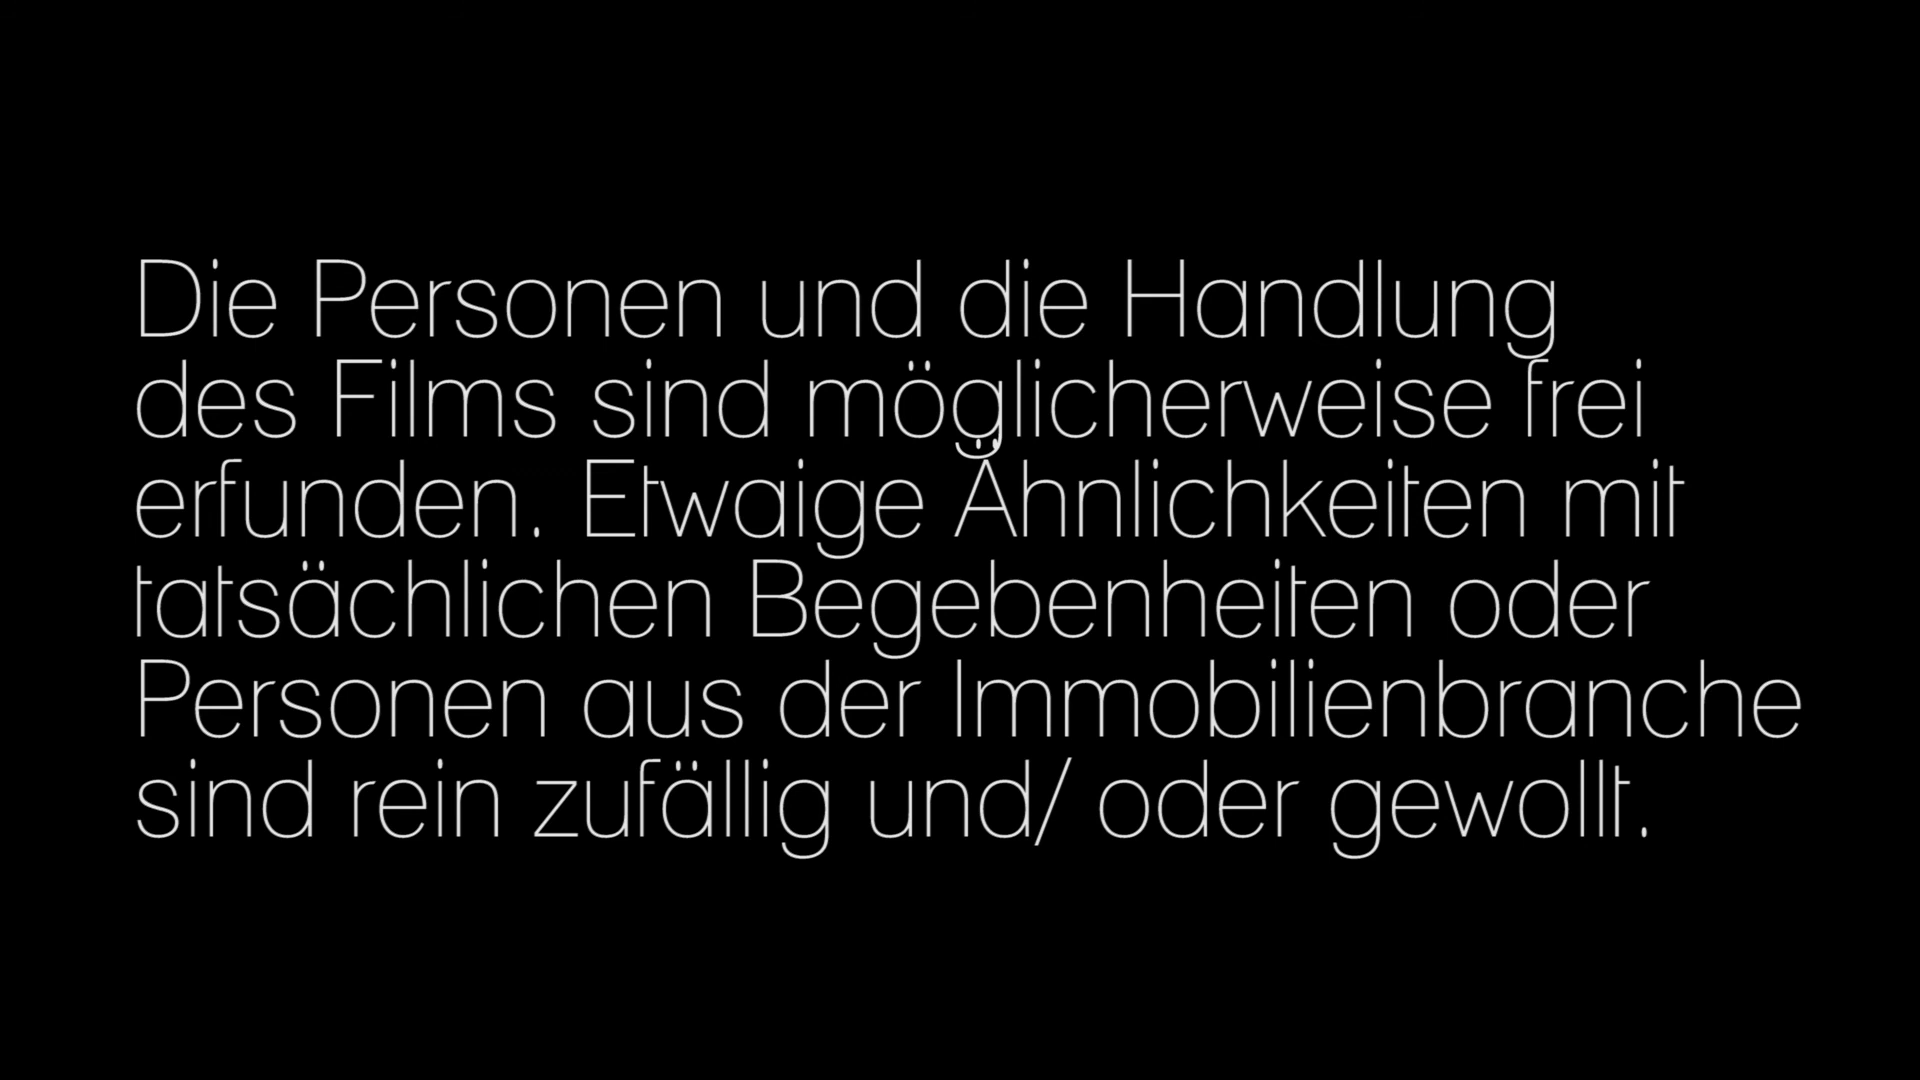 Die Personen und die Handlung
des Films sind möglicherweise frei
erfunden. Etwaige Ähnlichkeiten mit
tatsächlichen Begebenheiten oder
Personen aus der Immobilienbranche
sind rein zufällig und/ oder gewollt.